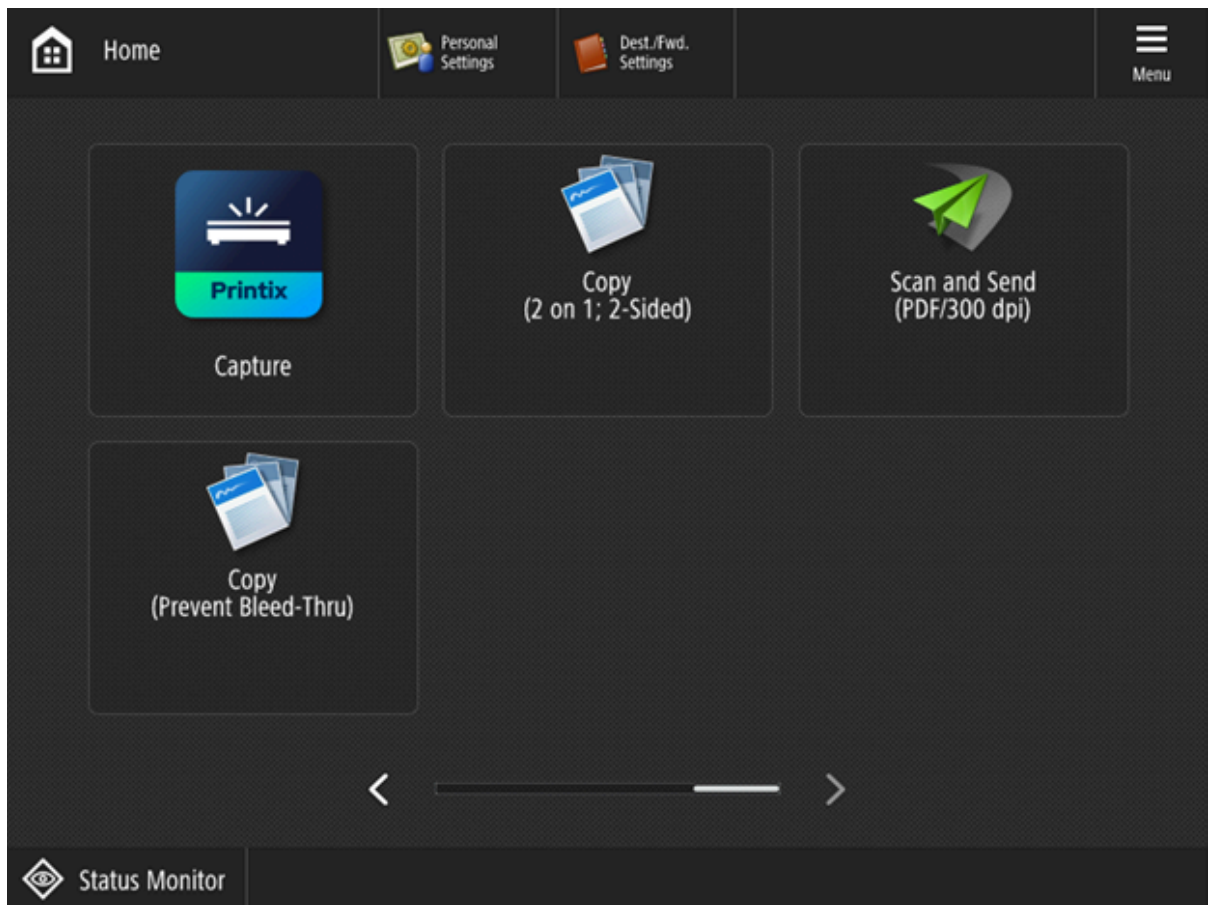 Home
Personal
Settings
Dest./Fwd.
Settings
Menu
Printix
Capture
Copy
(2 on 1; 2-Sided)
Scan and Send
(PDF/300 dpi)
Copy
(Prevent Bleed-Thru)
Status Monitor